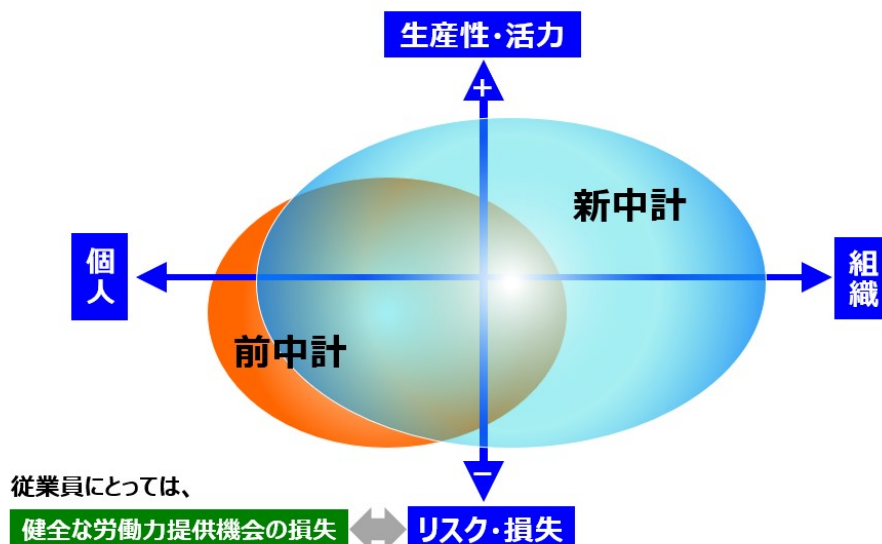 生産性・活力
+
新中計
個人
組織
前中計
−
従業員にとっては、
健全な労働力提供機会の損失
リスク・損失